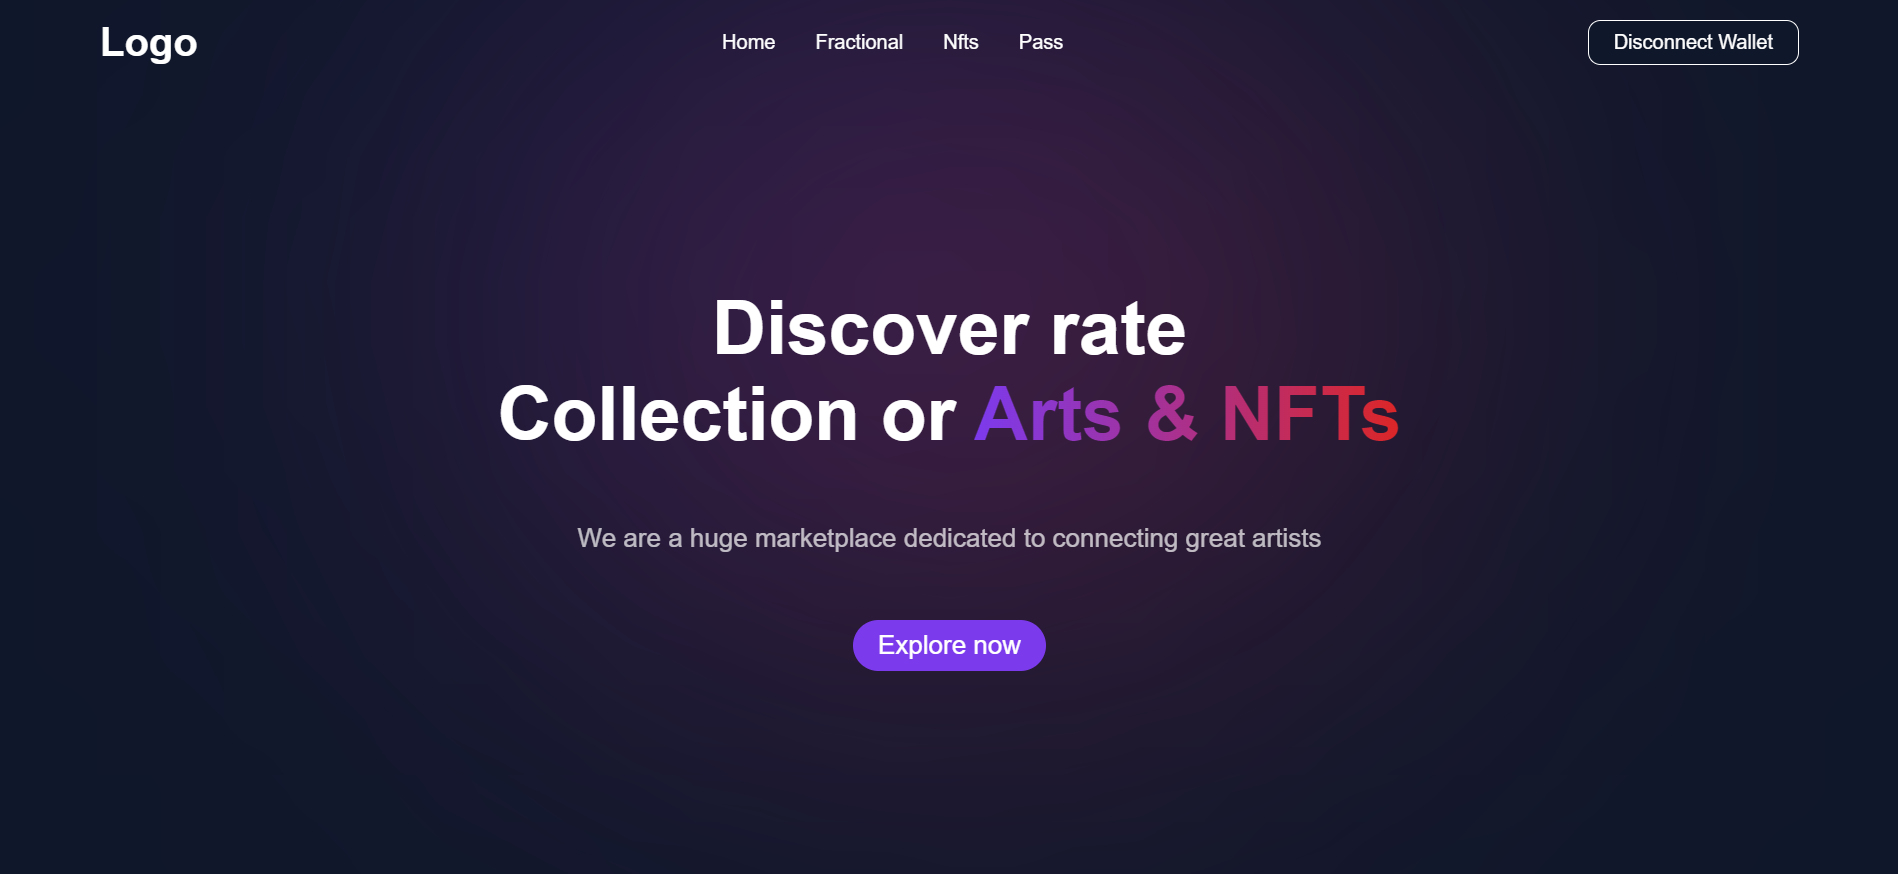 Logo
Home
Fractional
Nfts
Pass
Disconnect Wallet
Discover rate
Collection or Arts & NFTs
We are a huge marketplace dedicated to connecting great artists
Explore now